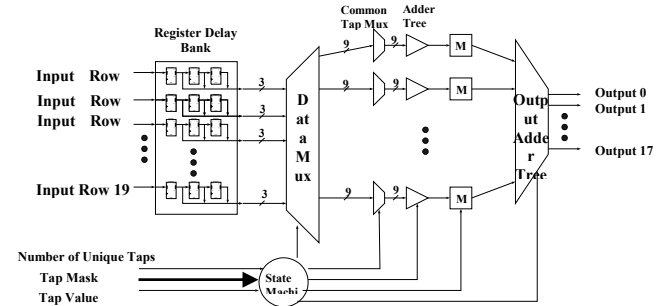 Common
Tap Mux
Adder
Tree
Register Delay
Bank
9
9
M
3
Input Row
9
9
M
Input Row
3
Input Row
3
D
at
a
M
ux
Outp
ut
Adde
r
Tree
Output 0
Output 1
Output 17
Input Row 19
3
9
9
M
Number of Unique Taps
Tap Mask
Tap Value
State
Machi